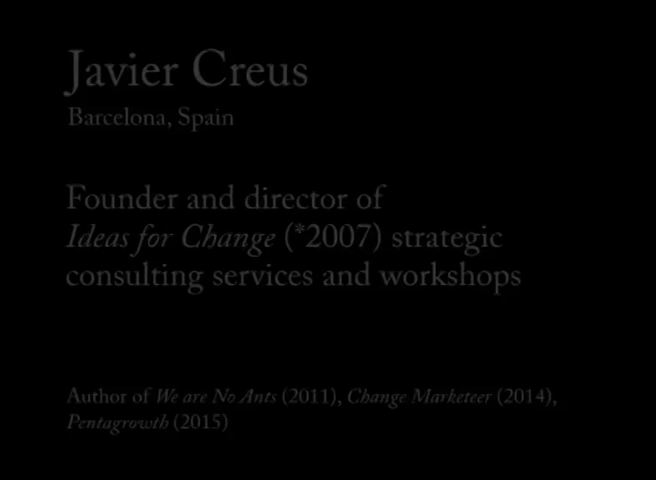 Javier Creus
Barcelona, Spain
Founder and director of
Ideas for Change (*2007) strategic
consulting services and workshops
Author of We are No Ants (2011), Change Marketeer (2014),
Pentagrowth (2015)